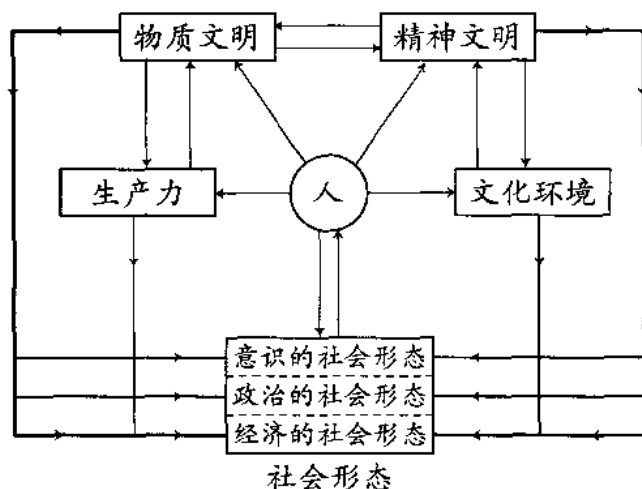 物质文明
精神文明
生产力
人
文化环境
意识的社会形态
政治的社会形态
经济的社会形态
社会形态